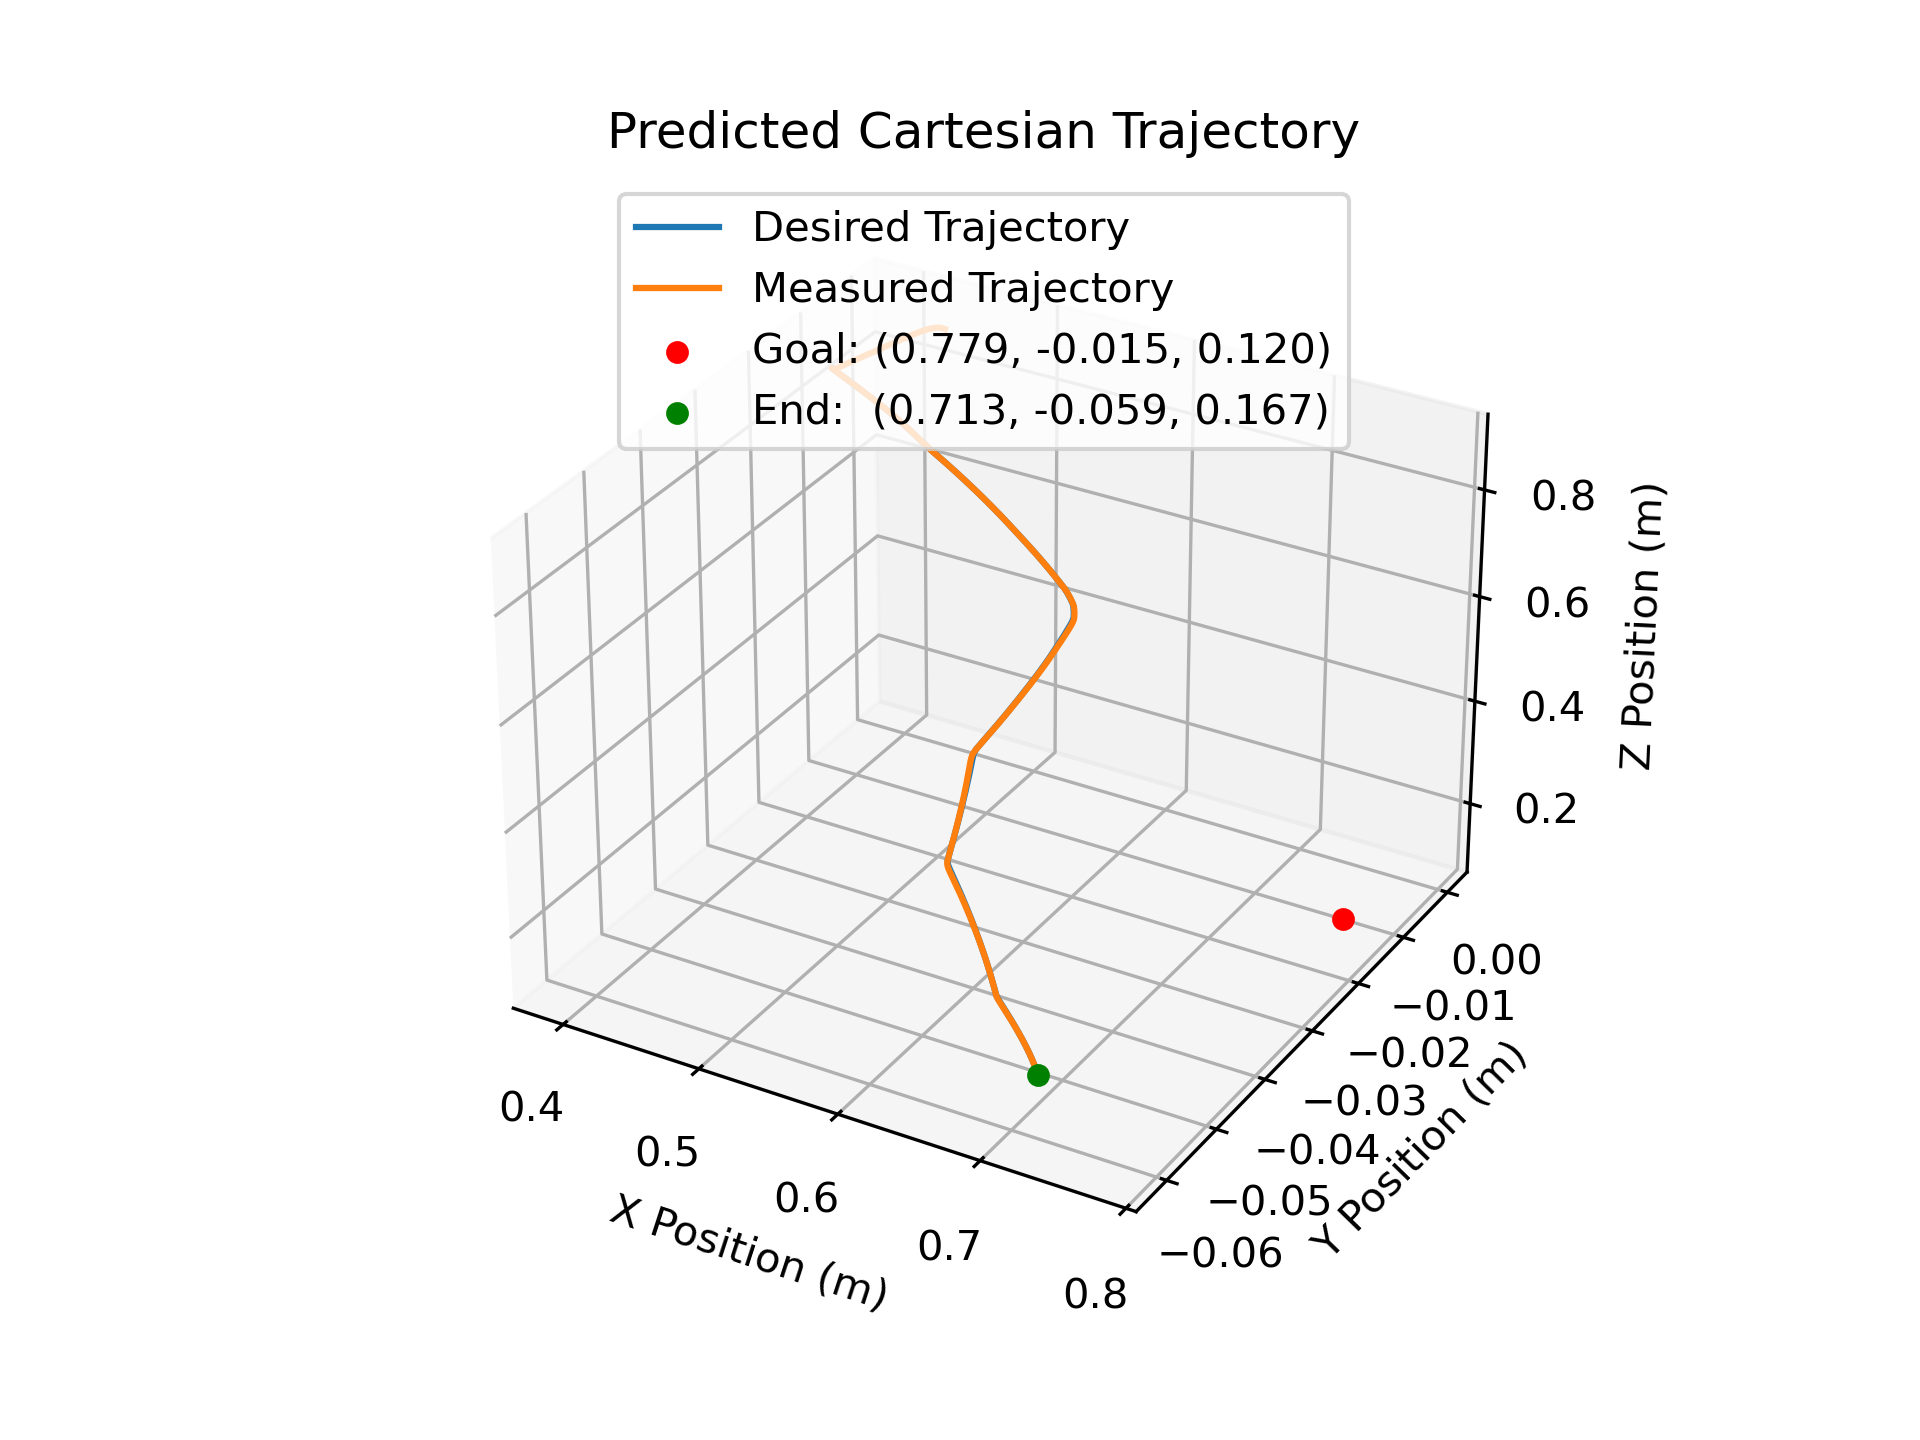 Predicted Cartesian Trajectory
Desired Trajectory
Measured Trajectory
Goal: (0.779, -0.015, 0.120)
End:  (0.713, -0.059, 0.167)
0.8
0.6
0.4
0.2
Z Position (m)
0.00
−0.01
−0.02
−0.03
−0.04
−0.05
−0.06
Y Position (m)
0.4
0.5
0.6
0.7
0.8
X Position (m)